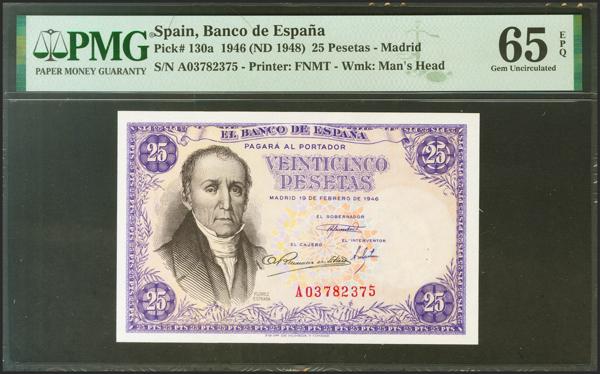 PMG
PAPER MONEY GUARANTY
Spain, Banco de España
Pick# 130a 1946 (ND 1948) 25 Pesetas - Madrid
S/N A03782375 - Printer: FNMT - Wmk: Man's Head
65 EPQ
Gem Uncirculated
EL BANCO DE ESPAÑA
PAGARÁ AL PORTADOR
25
25
VEINTICINCO
PESETAS
MADRID 19 DE FEBRERO DE 1946
EL GOBERNADOR
EL CAJERO
EL INTERVENTOR
A03782375
FLOREZ
ESTRADA
25
25